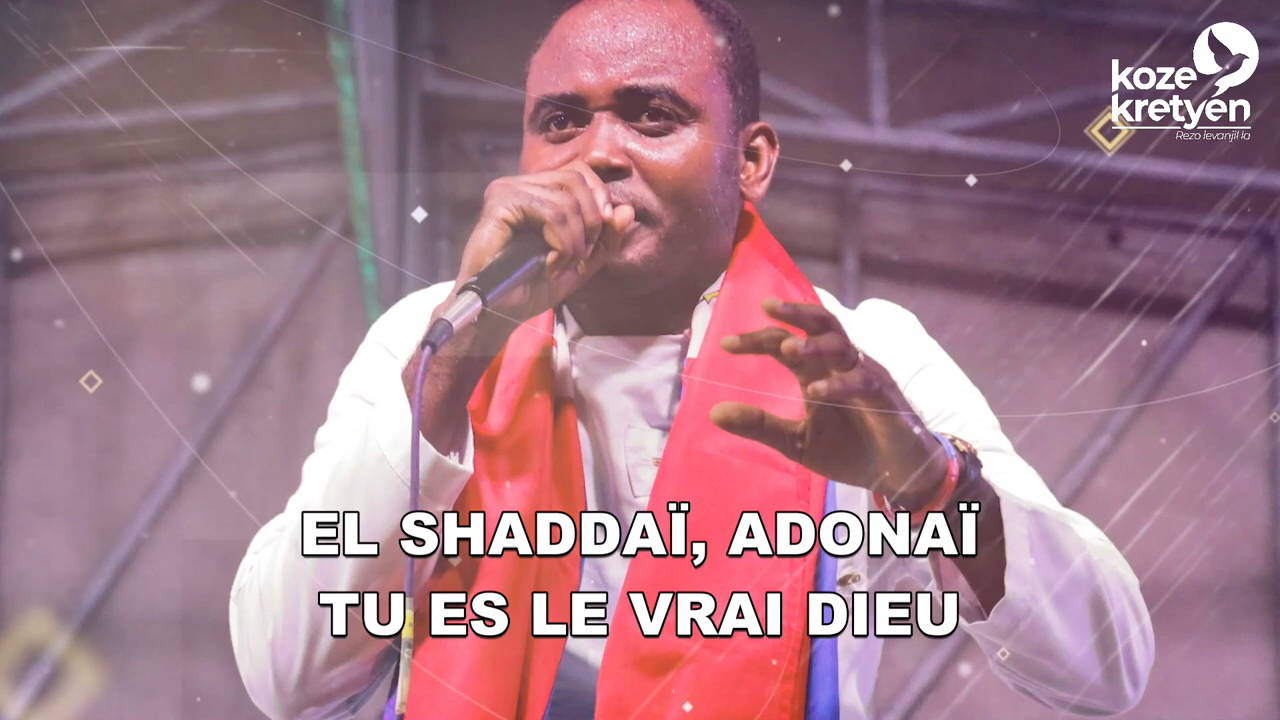 koze
kretyen
Rezo levanjil la
EL SHADDAÏ, ADONAÏ
TU ES LE VRAI DIEU